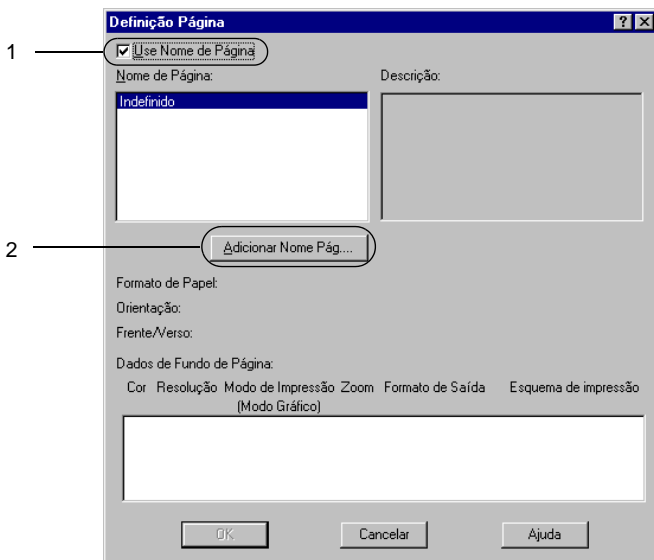 Definição Página
1
Use Nome de Página
Nome de Página: Descrição:
Indefinido
2
Adicionar Nome Pág....
Formato de Papel:
Orientação:
Frente/Verso:
Dados de Fundo de Página:
Cor Resolução Modo de Impressão Zoom Formato de Saída Esquema de impressão
(Modo Gráfico)
OK Cancelar Ajuda